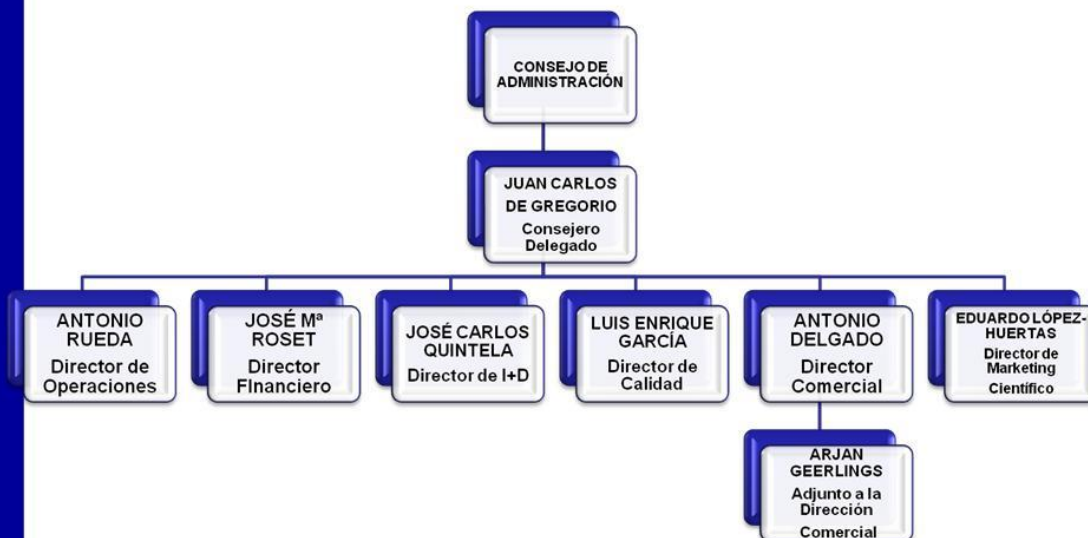 CONSEJO DE
ADMINISTRACIÓN
JUAN CARLOS
DE GREGORIO
Consejero
Delegado
ANTONIO
RUEDA
Director de
Operaciones
JOSÉ Mª
ROSET
Director
FInanciero
JOSÉ CARLOS
QUINTELA
Director de I+D
LUIS ENRIQUE
GARCÍA
Director de
Calidad
ANTONIO
DELGADO
Director
Comercial
EDUARDO LÓPEZ-
HUERTAS
Director de
Marketing
Científico
ARJAN
GEERLINGS
Adjunto a la
Dirección
Comercial